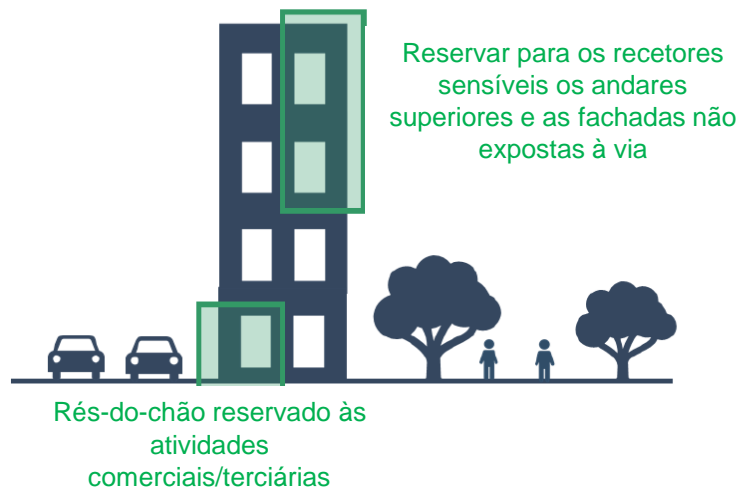 Reservar para os recetores
sensíveis os andares
superiores e as fachadas não
expostas à via
Rés-do-chão reservado às
atividades
comerciais/terciárias